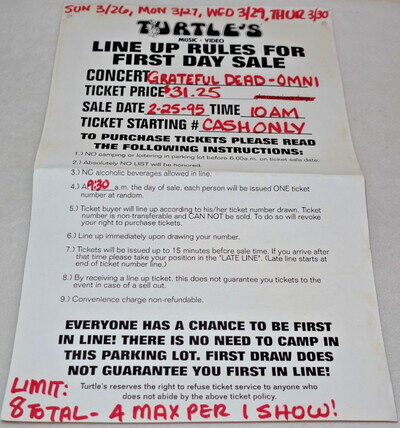 SUN 3/26, MON 3/27, WED 3/29, THUR 3/30
TURTLE'S
MUSIC · VIDEO
LINE UP RULES FOR
FIRST DAY SALE
CONCERT GRATEFUL DEAD - OMNI
TICKET PRICE $31.25
SALE DATE 2-25-95 TIME 10AM
TICKET STARTING # CASH ONLY
TO PURCHASE TICKETS PLEASE READ
THE FOLLOWING INSTRUCTIONS:
1.) NO camping or loitering in parking lot before 6:00a.m. on ticket sale date.
2.) Absolutely NO LIST will be honored.
3.) NO alcoholic beverages allowed in line.
4.) At 9:30 a.m. the day of sale, each person will be issued ONE ticket
number at random.
5.) Ticket buyer will line up according to his/her ticket number drawn. Ticket
number is non-transferable and CAN NOT be sold. To do so will revoke
your right to purchase tickets.
6.) Line up immediately upon drawing your number.
7.) Tickets will be issued up to 15 minutes before sale time. If you arrive after
that time please take your position in the "LATE LINE". (Late line starts at
end of ticket number line.)
8.) By receiving a line up ticket, this does not guarantee you tickets to the
event in case of a sell out.
9.) Convenience charge non-refundable.
EVERYONE HAS A CHANCE TO BE FIRST
IN LINE! THERE IS NO NEED TO CAMP IN
THIS PARKING LOT. FIRST DRAW DOES
NOT GUARANTEE YOU FIRST IN LINE!
Turtle's reserves the right to refuse ticket service to anyone who
does not abide by the above ticket policy.
LIMIT:
8 TOTAL - 4 MAX PER 1 SHOW!